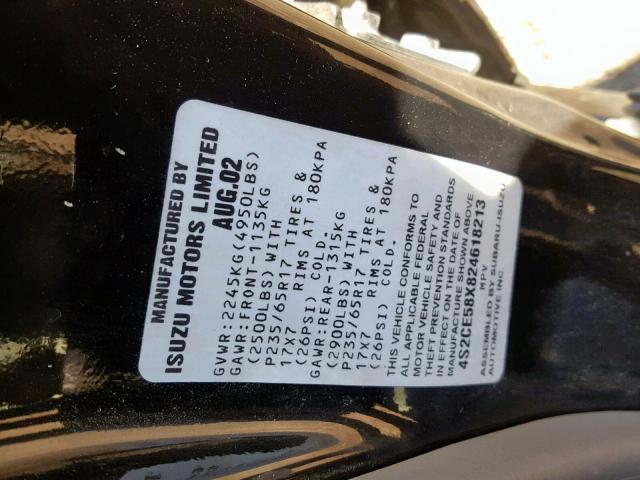 MANUFACTURED BY
ISUZU MOTORS LIMITED
AUG.02
GVWR:2245KG(4950LBS)
GAWR:FRONT-1135KG
(2500LBS)WITH
P235/65R17 TIRES &
17X7 RIMS AT 180KPA
(26PSI) COLD.
GAWR:REAR-1315KG
(2900LBS)WITH
P235/65R17 TIRES &
17X7 RIMS AT 180KPA
(26PSI) COLD.
THIS VEHICLE CONFORMS TO
ALL APPLICABLE FEDERAL
MOTOR VEHICLE SAFETY AND
THEFT PREVENTION STANDARDS
IN EFFECT ON THE DATE OF
MANUFACTURE SHOWN ABOVE
4S2CE58X824618213
MPV
ASSEMBLED BY SUBARU-ISUZU
AUTOMOTIVE INC.